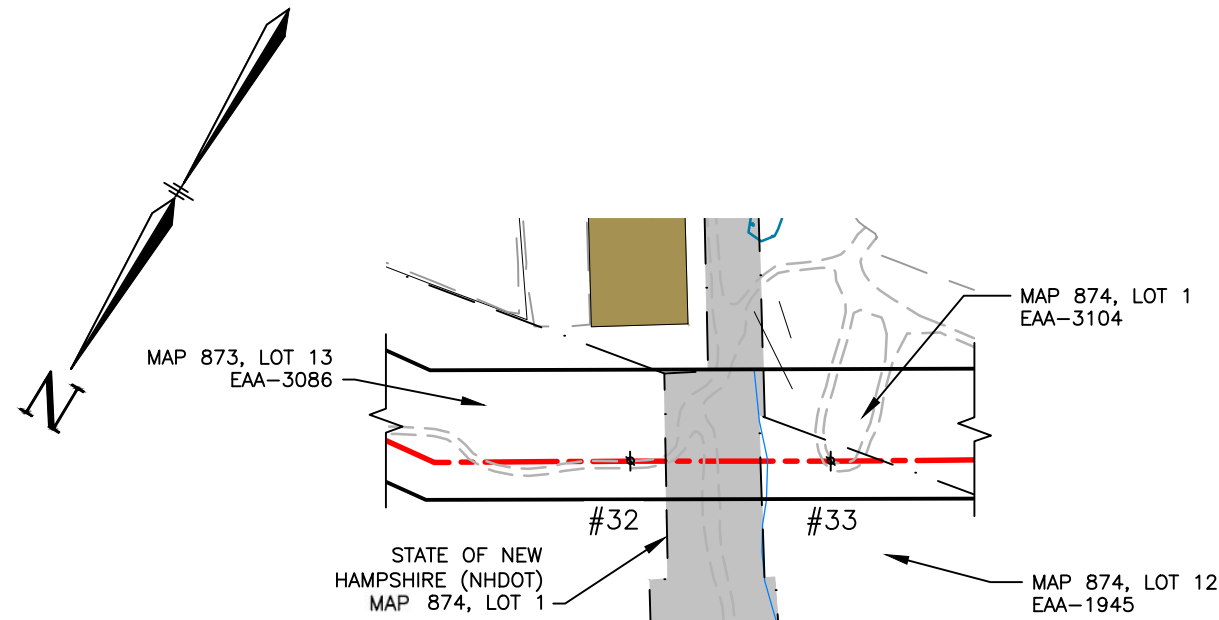 N
MAP 874, LOT 1
EAA-3104
MAP 873, LOT 13
EAA-3086
#32
#33
STATE OF NEW
HAMPSHIRE (NHDOT)
MAP 874, LOT 1
MAP 874, LOT 12
EAA-1945